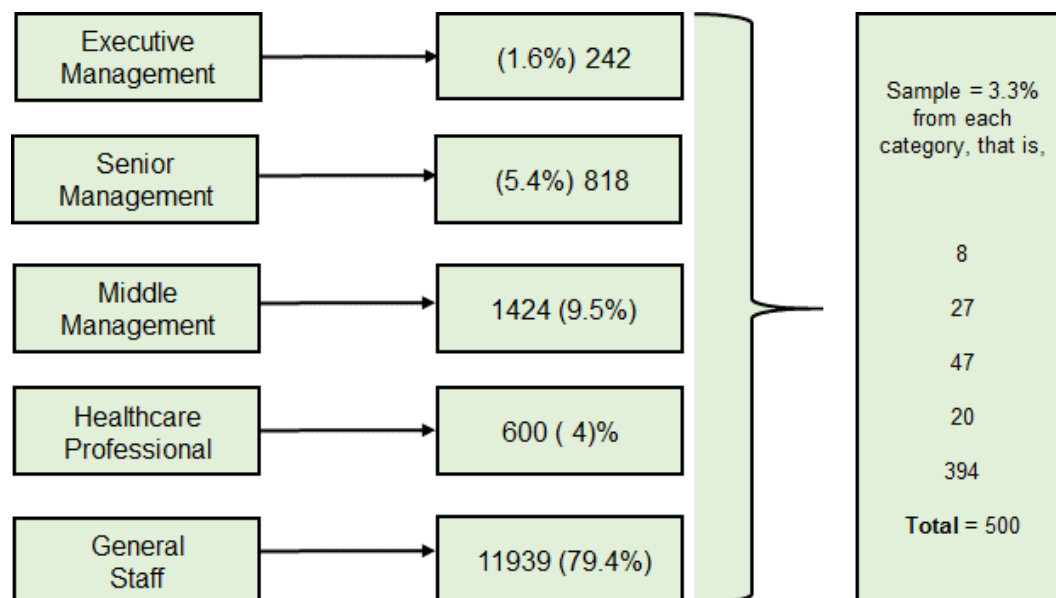 Executive
Management
(1.6%) 242
Senior
Management
(5.4%) 818
Middle
Management
1424 (9.5%)
Healthcare
Professional
600 ( 4)%
General
Staff
11939 (79.4%)
Sample = 3.3%
from each
category, that is,
8
27
47
20
394
Total = 500